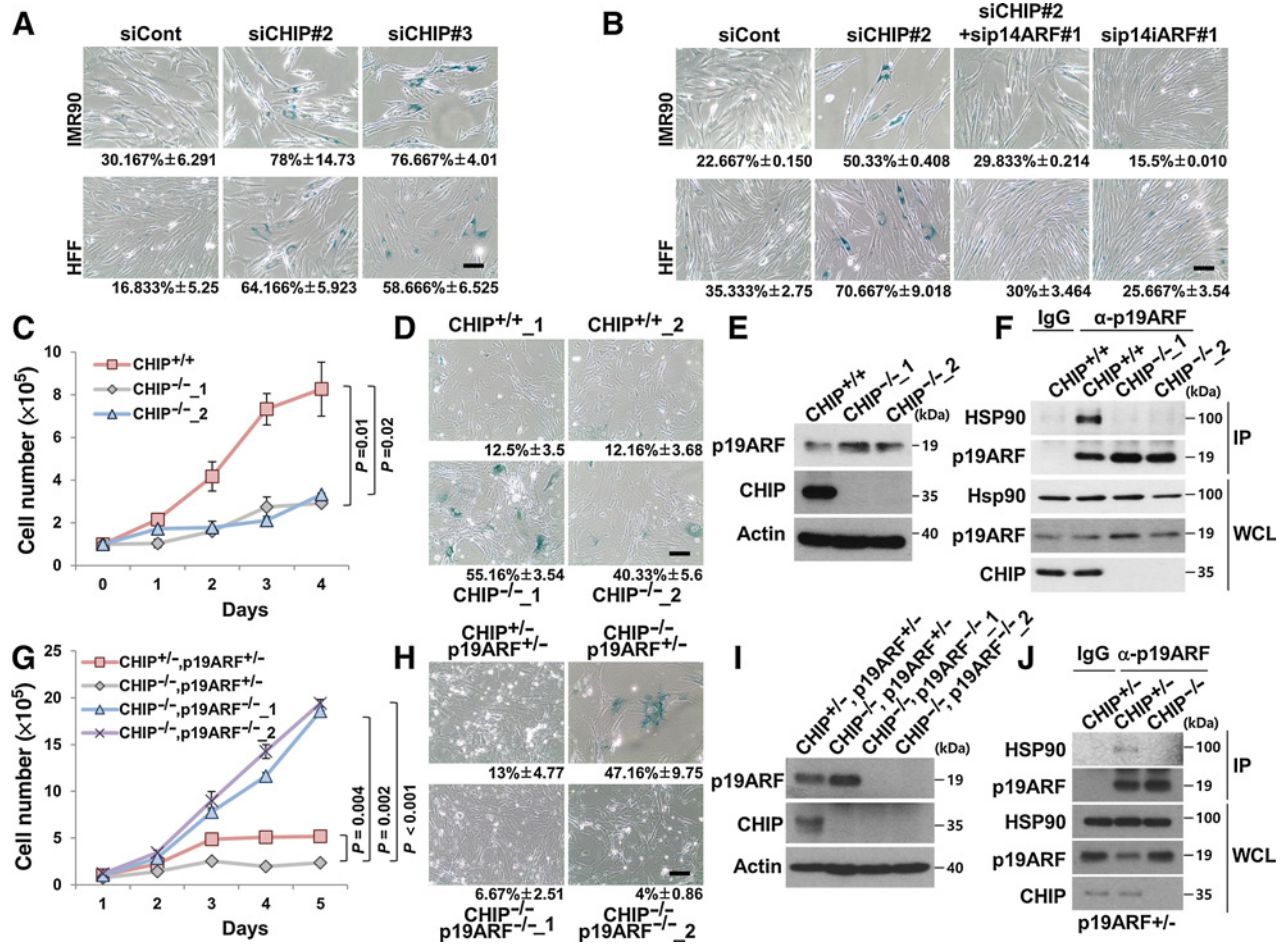 A
siCont siCHIP#2 siCHIP#3
IMR90
30.167%±6.291 78%±14.73 76.667%±4.01
HFF
16.833%±5.25 64.166%±5.923 58.666%±6.525
B
siCont siCHIP#2 siCHIP#2 +sip14ARF#1 sip14iARF#1
IMR90
22.667%±0.150 50.33%±0.408 29.833%±0.214 15.5%±0.010
HFF
35.333%±2.75 70.667%±9.018 30%±3.464 25.667%±3.54
C
Cell number (×10⁵)
10
8
6
4
2
0
0 1 2 3 4
Days
CHIP+/+
CHIP−/−_1
CHIP−/−_2
P =0.01
P =0.02
D
CHIP+/+_1 CHIP+/+_2
12.5%±3.5 12.16%±3.68
55.16%±3.54 40.33%±5.6
CHIP−/−_1 CHIP−/−_2
E
CHIP+/+ CHIP−/−_1 CHIP−/−_2
(kDa)
p19ARF 19
CHIP 35
Actin 40
F
IgG α-p19ARF
CHIP+/+ CHIP+/+ CHIP−/−_1 CHIP−/−_2
(kDa)
HSP90 100
p19ARF 19
IP
Hsp90 100
p19ARF 19
CHIP 35
WCL
G
Cell number (×10⁵)
25
20
15
10
5
0
1 2 3 4 5
Days
CHIP+/−,p19ARF+/−
CHIP−/−,p19ARF+/−
CHIP−/−,p19ARF−/−_1
CHIP−/−,p19ARF−/−_2
P = 0.004
P = 0.002
P < 0.001
H
CHIP+/− CHIP−/−
p19ARF+/− p19ARF+/−
13%±4.77 47.16%±9.75
6.67%±2.51 4%±0.86
CHIP−/− CHIP−/−
p19ARF−/−_1 p19ARF−/−_2
I
CHIP+/−, p19ARF+/−
CHIP−/−, p19ARF+/−
CHIP−/−, p19ARF−/−_1
CHIP−/−, p19ARF−/−_2
(kDa)
p19ARF 19
CHIP 35
Actin 40
J
IgG α-p19ARF
CHIP+/− CHIP+/− CHIP−/−
(kDa)
HSP90 100
p19ARF 19
IP
HSP90 100
p19ARF 19
CHIP 35
WCL
p19ARF+/−